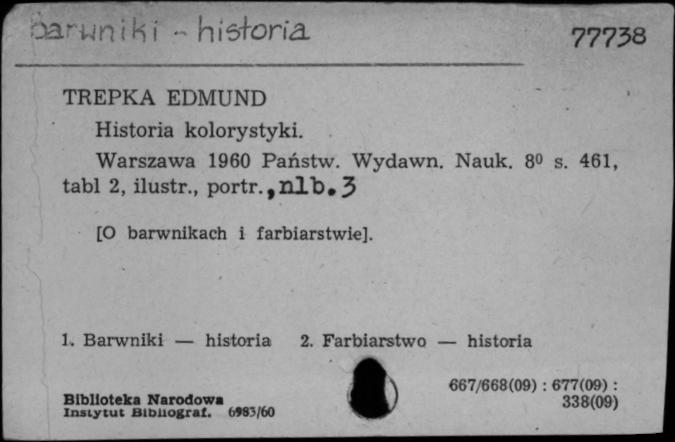 barwniki - historia 77738
TREPKA EDMUND
Historia kolorystyki.
Warszawa 1960 Państw. Wydawn. Nauk. 8⁰ s. 461,
tabl 2, ilustr., portr., nlb. 3
[O barwnikach i farbiarstwie].
1. Barwniki — historia 2. Farbiarstwo — historia
667/668(09) : 677(09) :
338(09)
Biblioteka Narodowa
Instytut Bibliograf. 6983/60